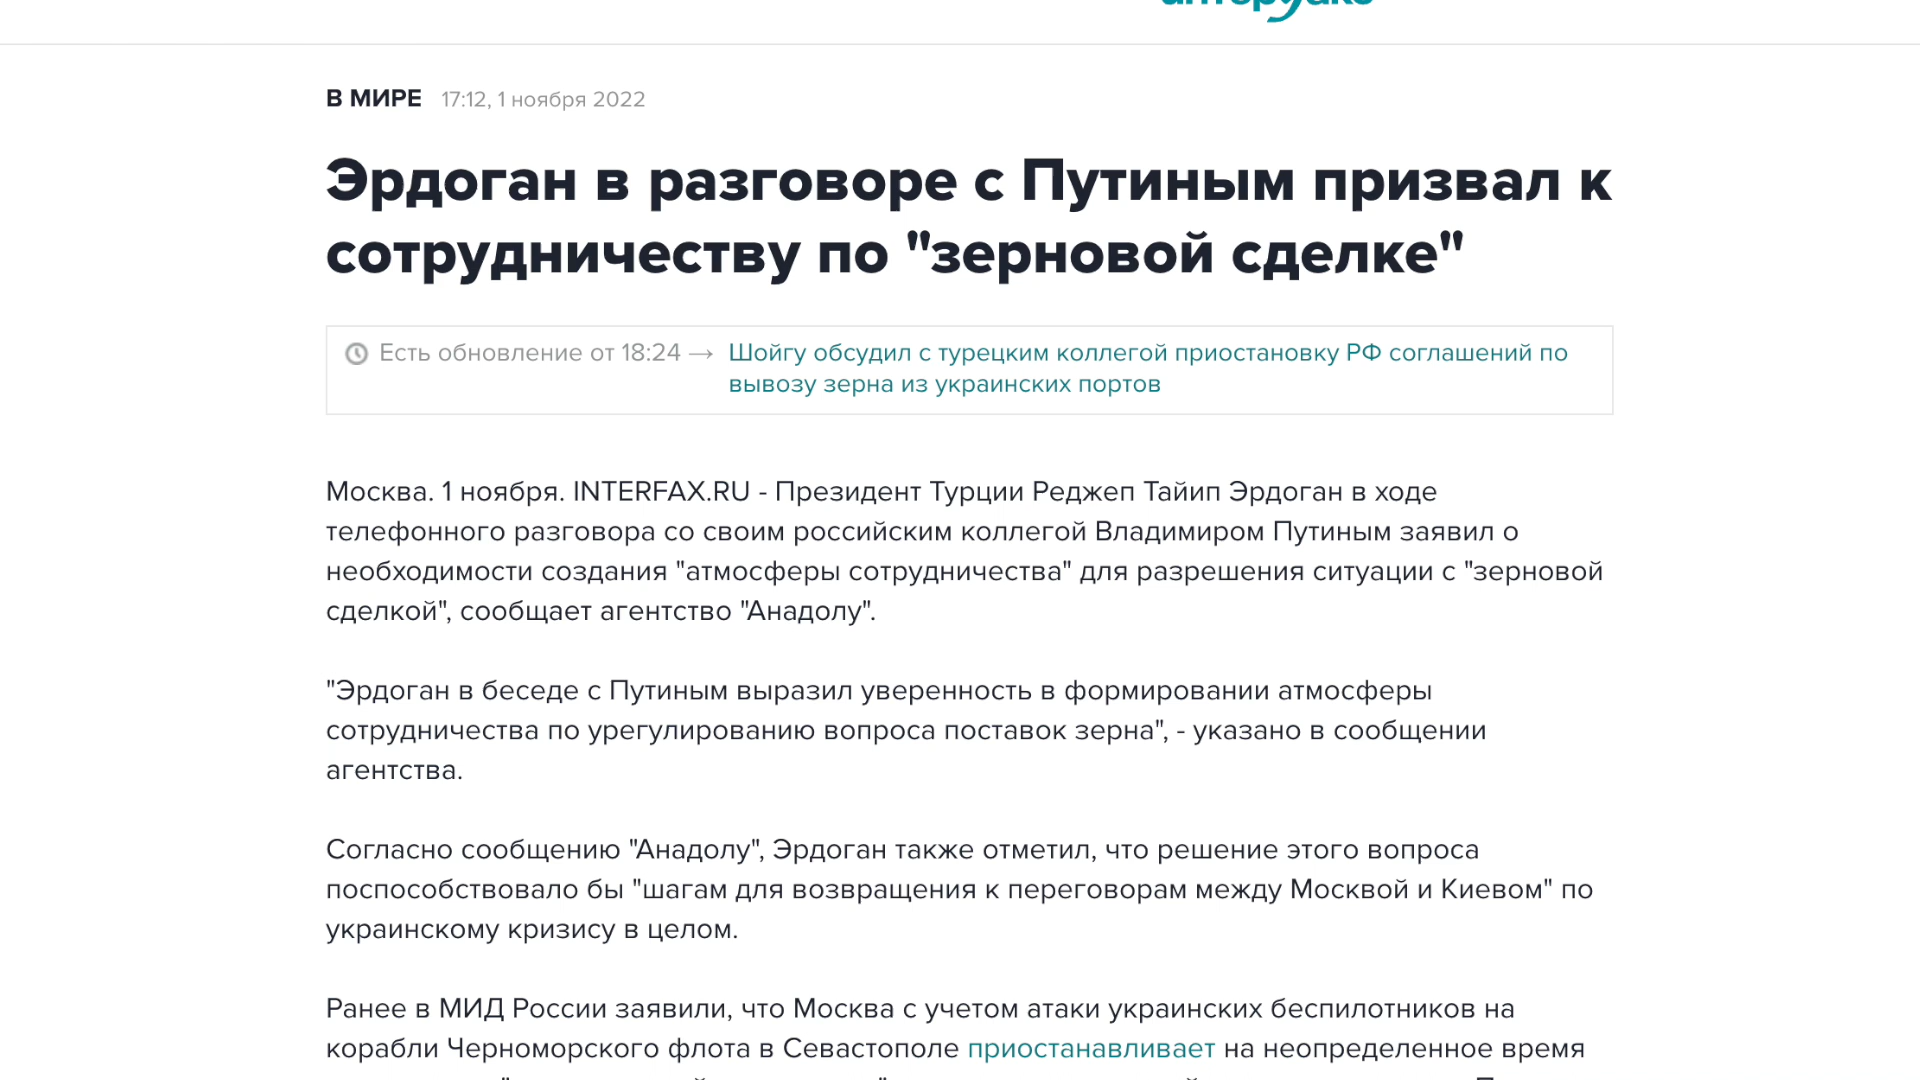 В МИРЕ 17:12, 1 ноября 2022
Эрдоган в разговоре с Путиным призвал к
сотрудничеству по "зерновой сделке"
Есть обновление от 18:24 → Шойгу обсудил с турецким коллегой приостановку РФ соглашений по
вывозу зерна из украинских портов
Москва. 1 ноября. INTERFAX.RU - Президент Турции Реджеп Тайип Эрдоган в ходе
телефонного разговора со своим российским коллегой Владимиром Путиным заявил о
необходимости создания "атмосферы сотрудничества" для разрешения ситуации с "зерновой
сделкой", сообщает агентство "Анадолу".
"Эрдоган в беседе с Путиным выразил уверенность в формировании атмосферы
сотрудничества по урегулированию вопроса поставок зерна", - указано в сообщении
агентства.
Согласно сообщению "Анадолу", Эрдоган также отметил, что решение этого вопроса
поспособствовало бы "шагам для возвращения к переговорам между Москвой и Киевом" по
украинскому кризису в целом.
Ранее в МИД России заявили, что Москва с учетом атаки украинских беспилотников на
корабли Черноморского флота в Севастополе приостанавливает на неопределенное время